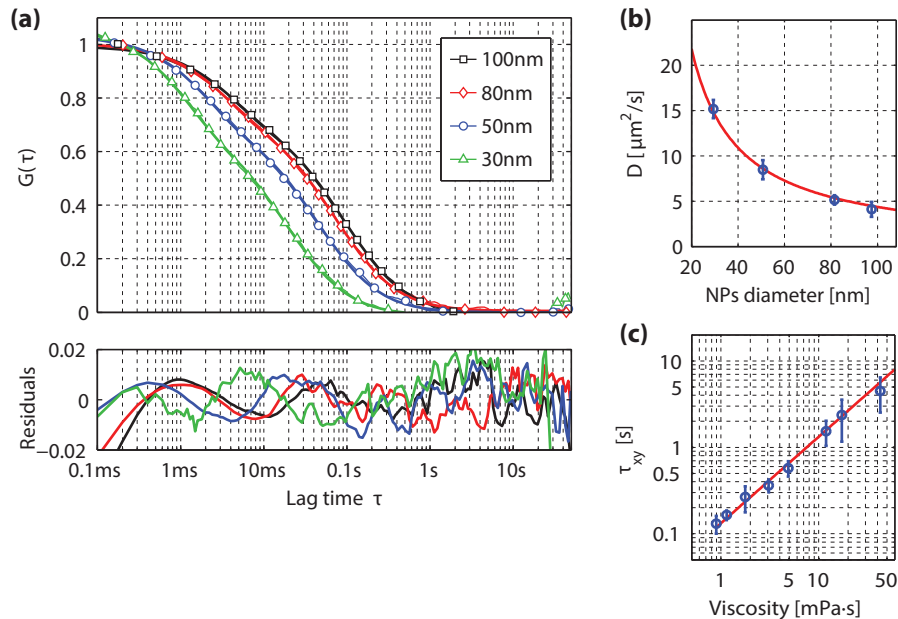 (a)
G(τ)
1
0.8
0.6
0.4
0.2
0
100nm
80nm
50nm
30nm
Residuals
0.02
0
−0.02
0.1ms 1ms 10ms 0.1s 1s 10s
Lag time τ
(b)
D [μm²/s]
20
15
10
5
0
20 40 60 80 100
NPs diameter [nm]
(c)
τxy [s]
10
5
1
0.5
0.1
1 5 10 50
Viscosity [mPa·s]